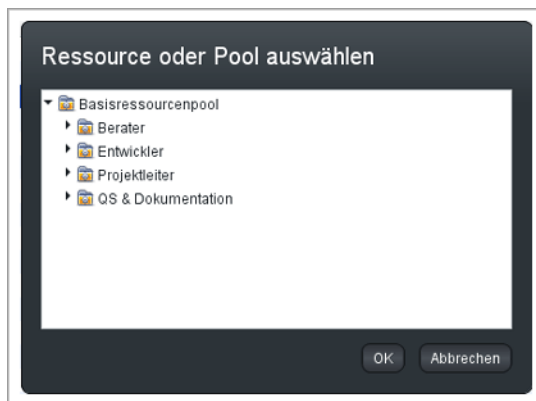 Ressource oder Pool auswählen
Basisressourcenpool
Berater
Entwickler
Projektleiter
QS & Dokumentation
OK Abbrechen